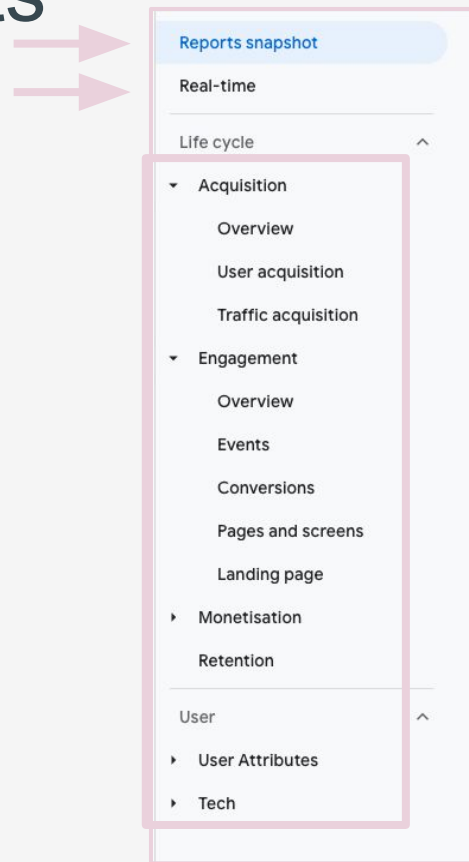 Reports snapshot
Real-time
Life cycle
Acquisition
Overview
User acquisition
Traffic acquisition
Engagement
Overview
Events
Conversions
Pages and screens
Landing page
Monetisation
Retention
User
User Attributes
Tech